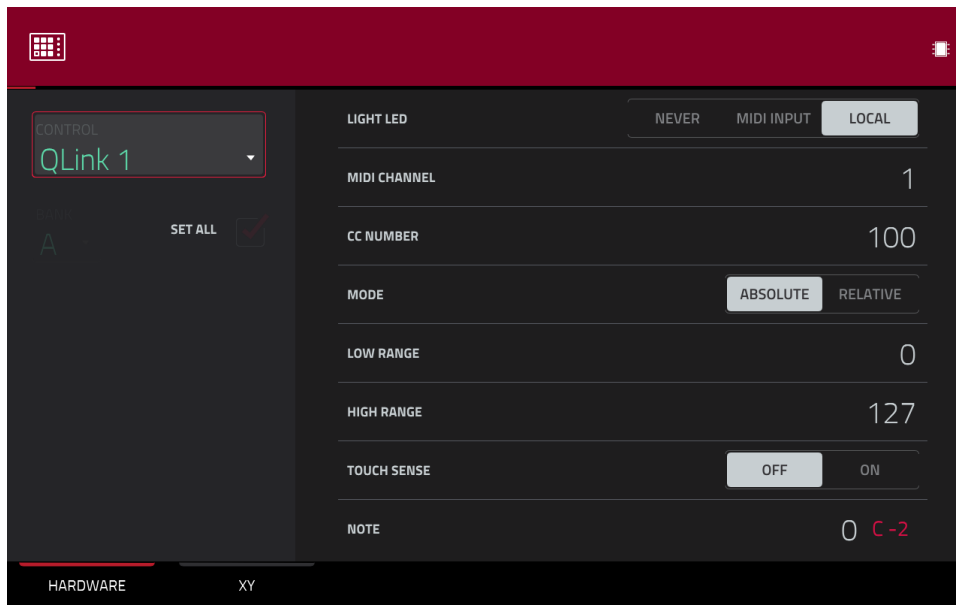 CONTROL
QLink 1
BANK
A
SET ALL
LIGHT LED NEVER MIDI INPUT LOCAL
MIDI CHANNEL 1
CC NUMBER 100
MODE ABSOLUTE RELATIVE
LOW RANGE 0
HIGH RANGE 127
TOUCH SENSE OFF ON
NOTE 0 C -2
HARDWARE XY